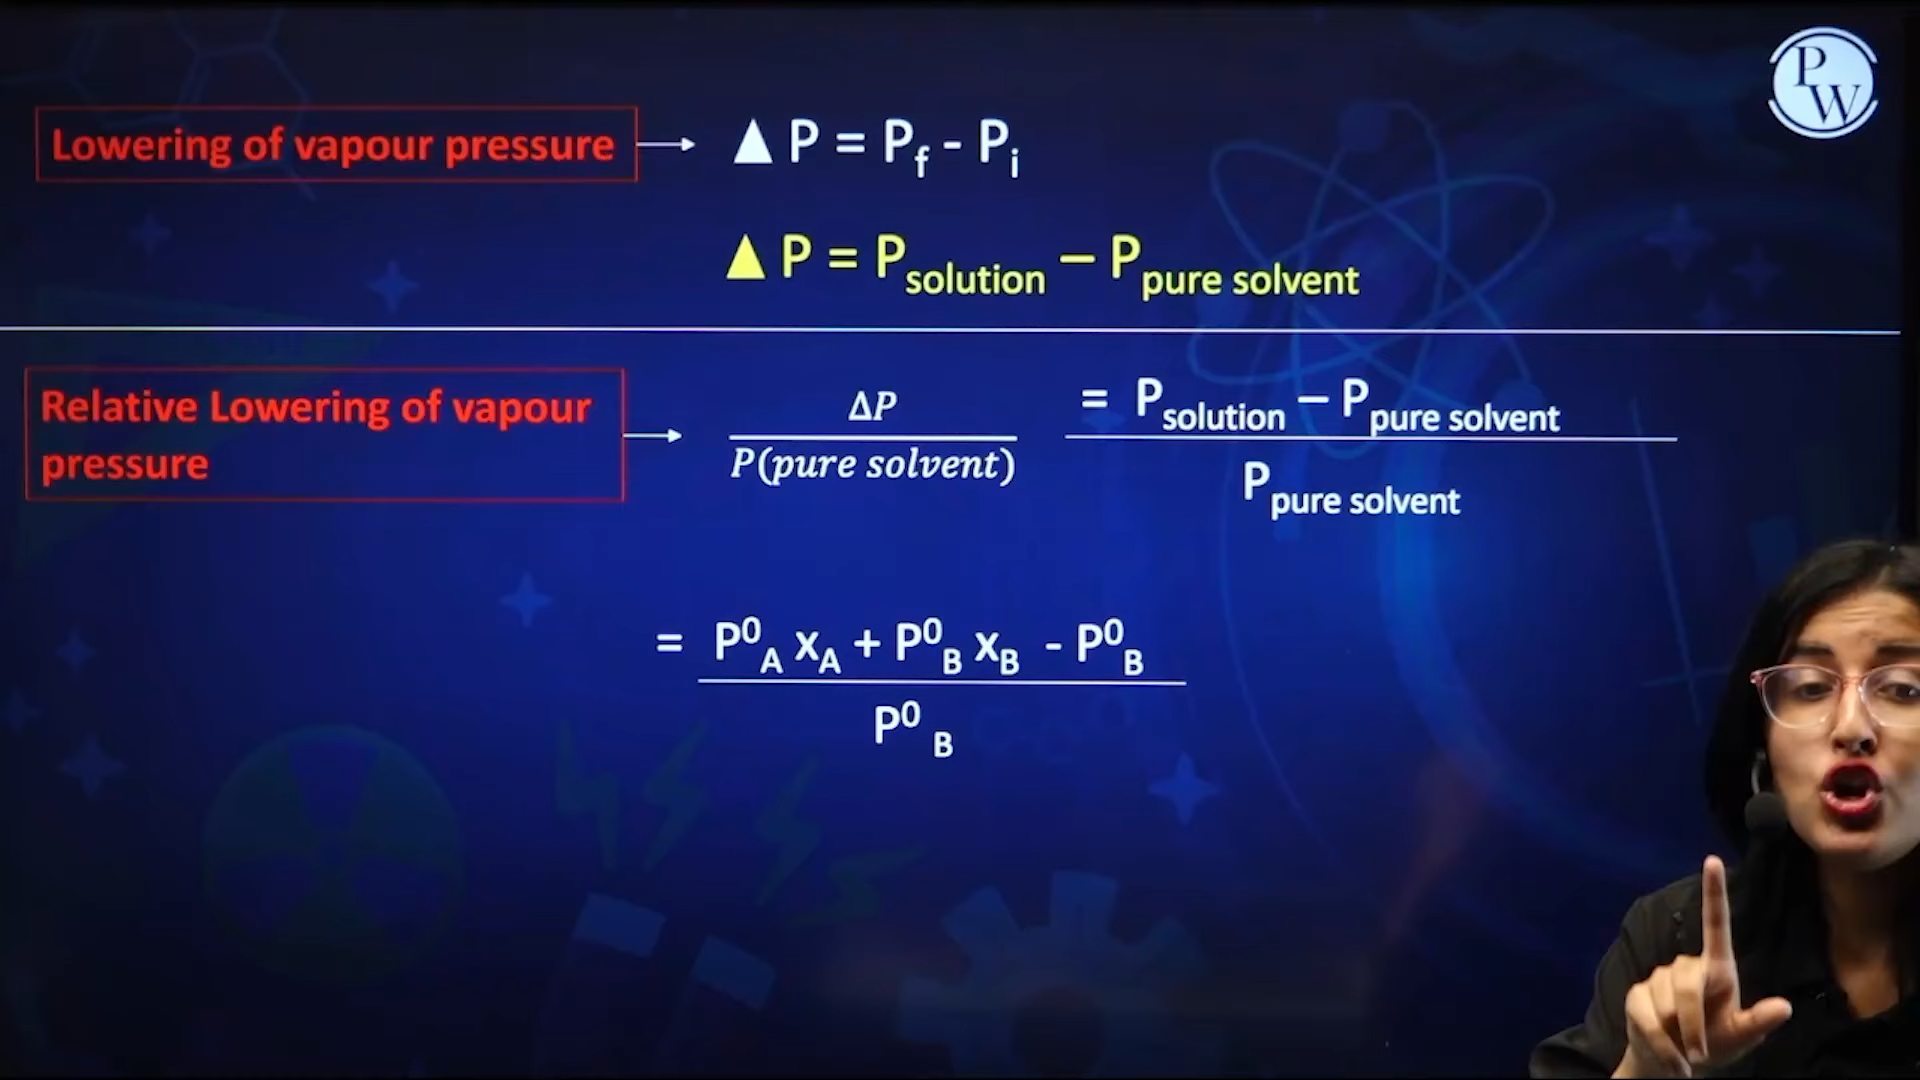 PW
Lowering of vapour pressure
▲ P = Pf - Pi
▲ P = Psolution – Ppure solvent
Relative Lowering of vapour
pressure
ΔP
P(pure solvent)
= Psolution – Ppure solvent
Ppure solvent
= P⁰A xA + P⁰B xB - P⁰B
P⁰B